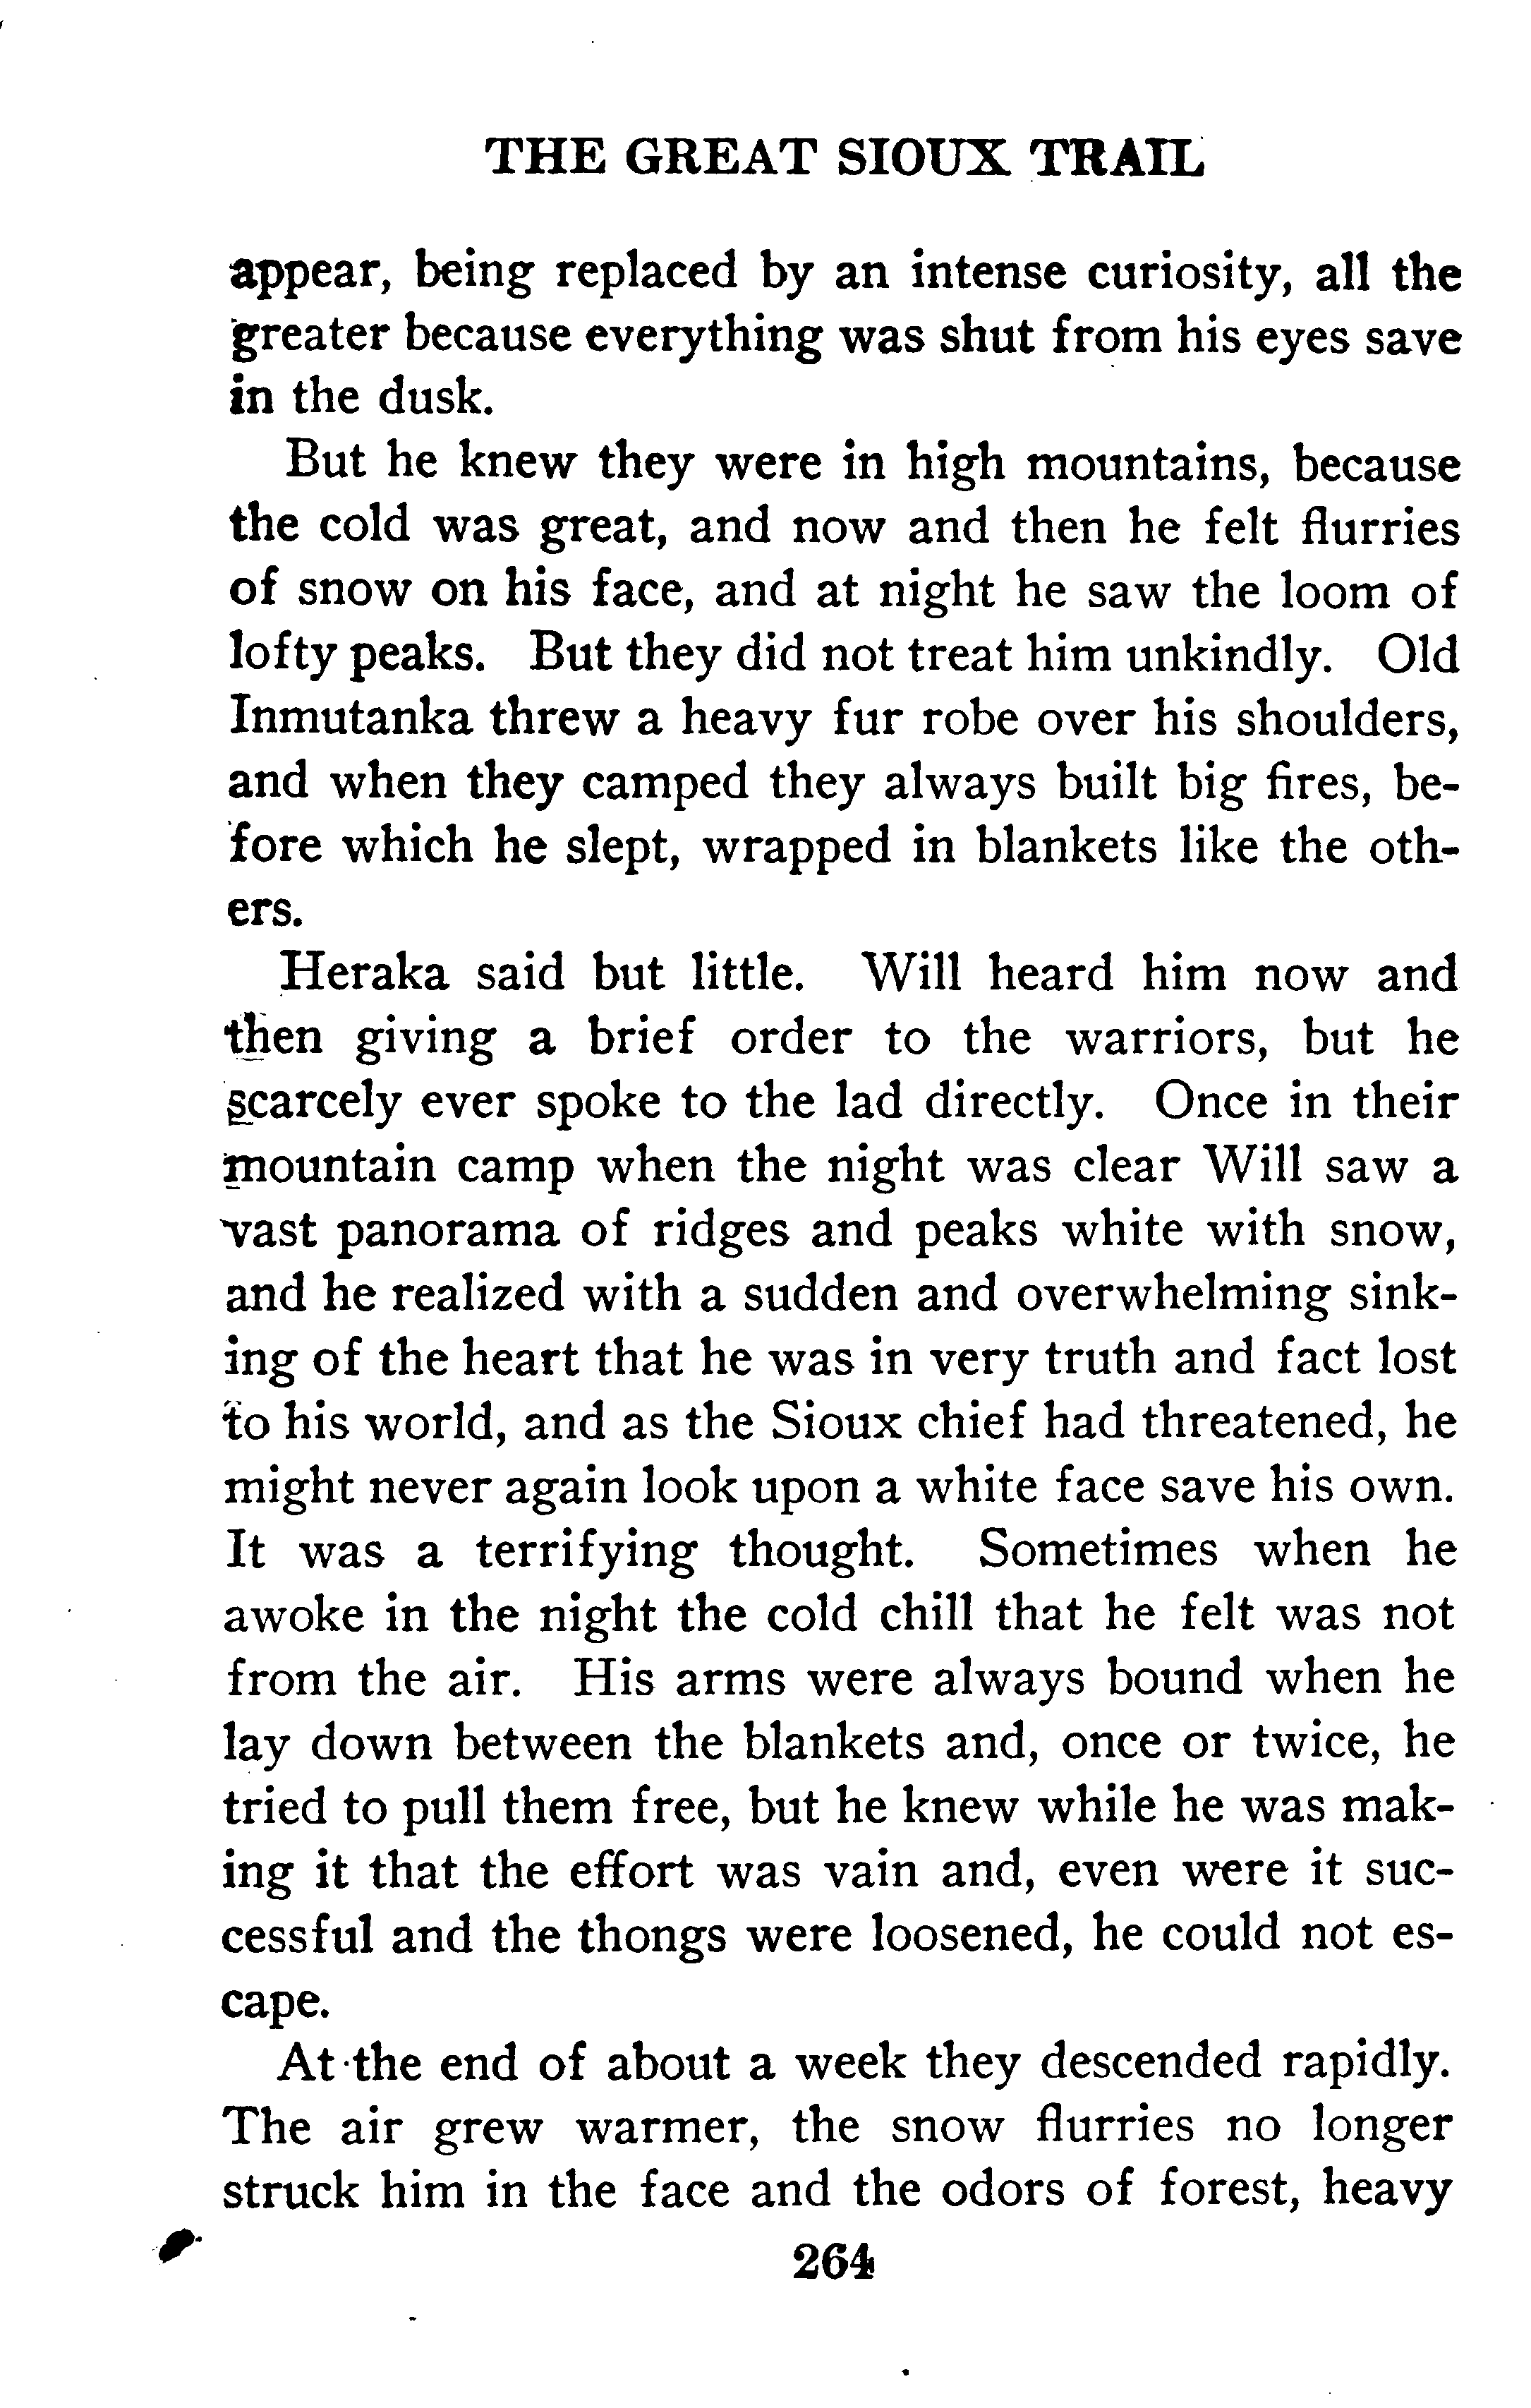 THE GREAT SIOUX TRAIL
appear, being replaced by an intense curiosity, all the
greater because everything was shut from his eyes save
in the dusk.
But he knew they were in high mountains, because
the cold was great, and now and then he felt flurries
of snow on his face, and at night he saw the loom of
lofty peaks. But they did not treat him unkindly. Old
Inmutanka threw a heavy fur robe over his shoulders,
and when they camped they always built big fires, be-
fore which he slept, wrapped in blankets like the oth-
ers.
Heraka said but little. Will heard him now and
then giving a brief order to the warriors, but he
scarcely ever spoke to the lad directly. Once in their
mountain camp when the night was clear Will saw a
vast panorama of ridges and peaks white with snow,
and he realized with a sudden and overwhelming sink-
ing of the heart that he was in very truth and fact lost
to his world, and as the Sioux chief had threatened, he
might never again look upon a white face save his own.
It was a terrifying thought. Sometimes when he
awoke in the night the cold chill that he felt was not
from the air. His arms were always bound when he
lay down between the blankets and, once or twice, he
tried to pull them free, but he knew while he was mak-
ing it that the effort was vain and, even were it suc-
cessful and the thongs were loosened, he could not es-
cape.
At the end of about a week they descended rapidly.
The air grew warmer, the snow flurries no longer
struck him in the face and the odors of forest, heavy
264